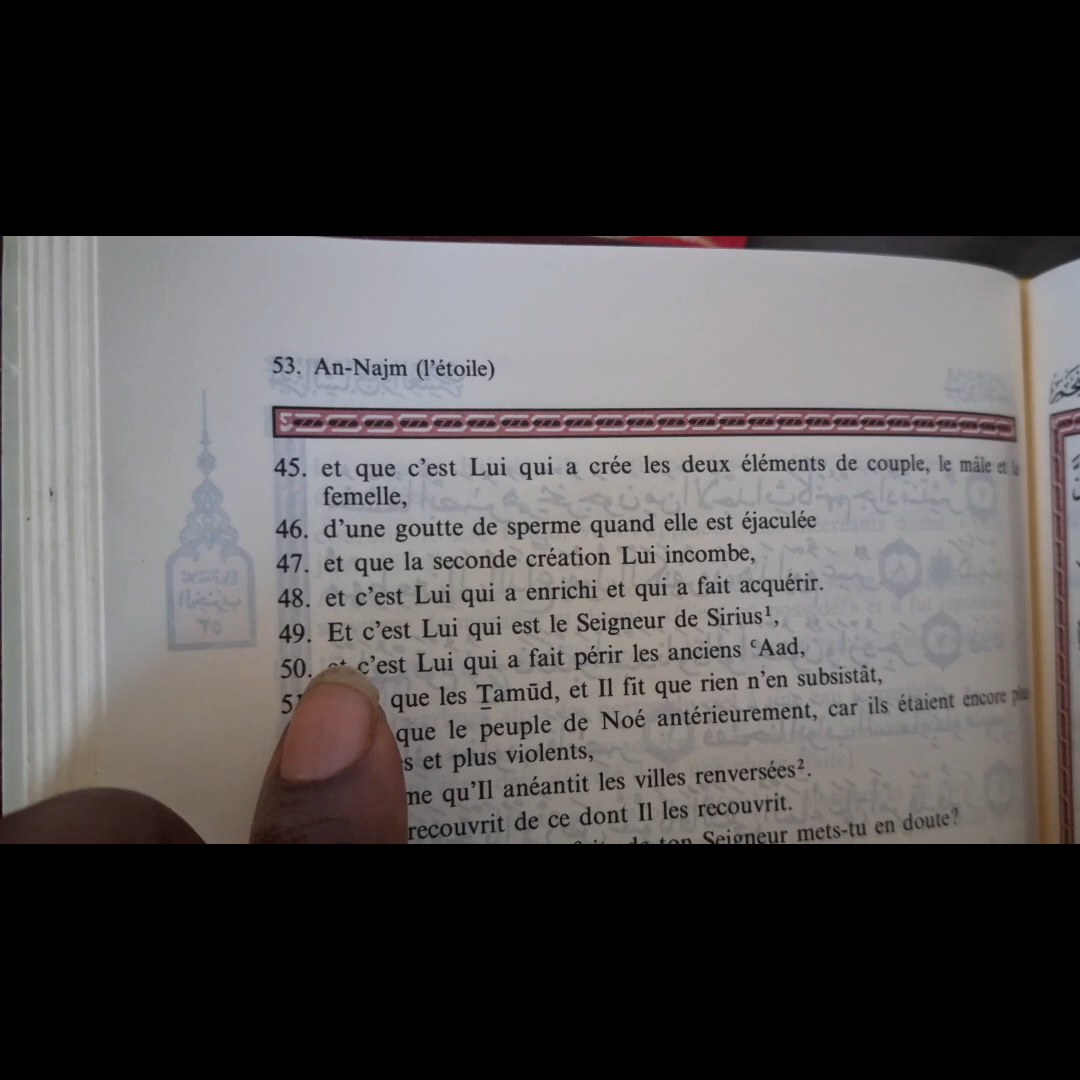 53. An-Najm (l'étoile)
45. et que c'est Lui qui a crée les deux éléments de couple, le mâle et la
femelle,
46. d'une goutte de sperme quand elle est éjaculée
47. et que la seconde création Lui incombe,
48. et c'est Lui qui a enrichi et qui a fait acquérir.
49. Et c'est Lui qui est le Seigneur de Sirius¹,
50. et c'est Lui qui a fait périr les anciens ʿAad,
que les Ṯamūd, et Il fit que rien n'en subsistât,
que le peuple de Noé antérieurement, car ils étaient encore plus
et plus violents,
qu'Il anéantit les villes renversées².
recouvrit de ce dont Il les recouvrit.
ton Seigneur mets-tu en doute?